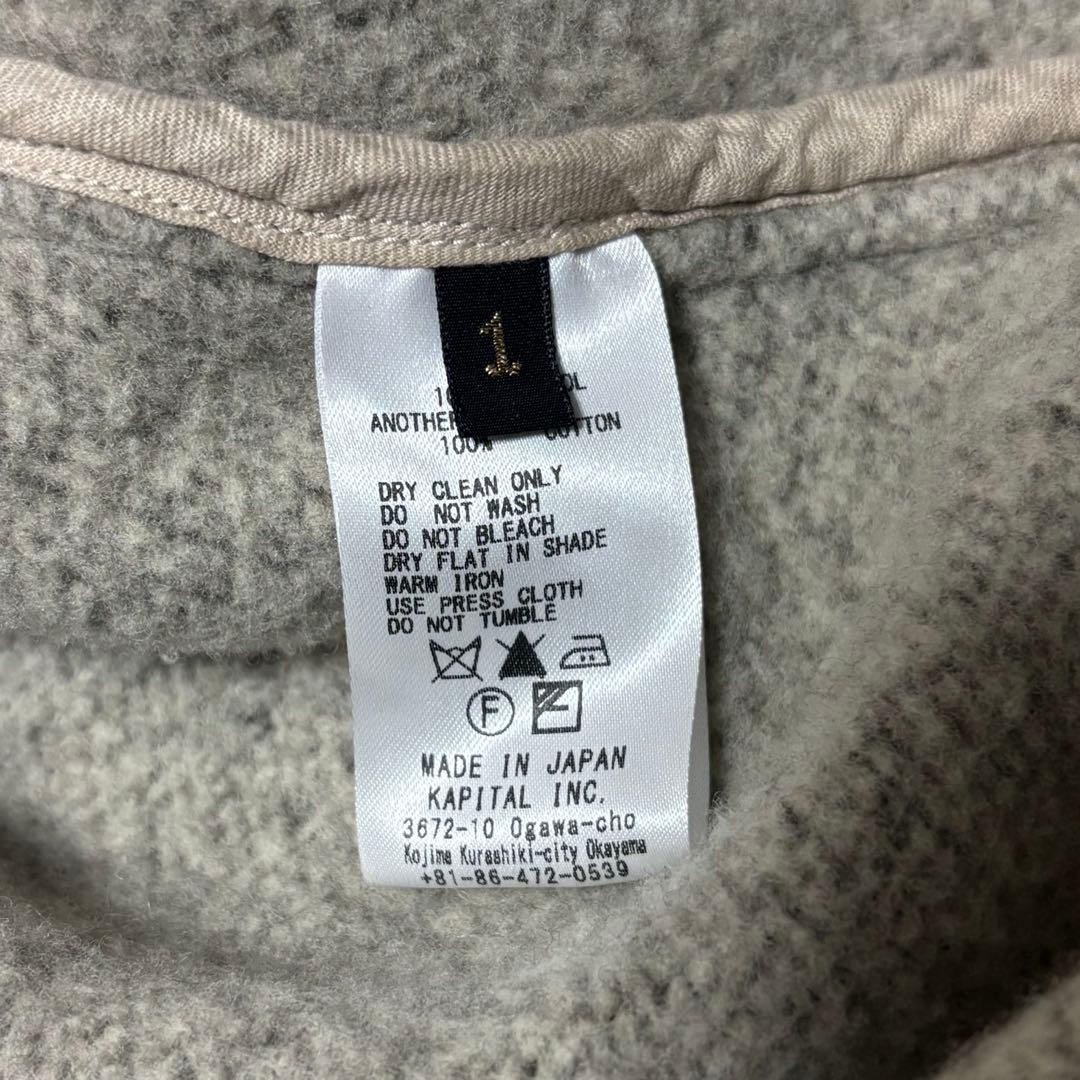 1
ANOTHER
100% COTTON
DRY CLEAN ONLY
DO NOT WASH
DO NOT BLEACH
DRY FLAT IN SHADE
WARM IRON
USE PRESS CLOTH
DO NOT TUMBLE
F
MADE IN JAPAN
KAPITAL INC.
3672-10 Ogawa-cho
Kojima Kurashiki-city Okayama
+81-86-472-0539